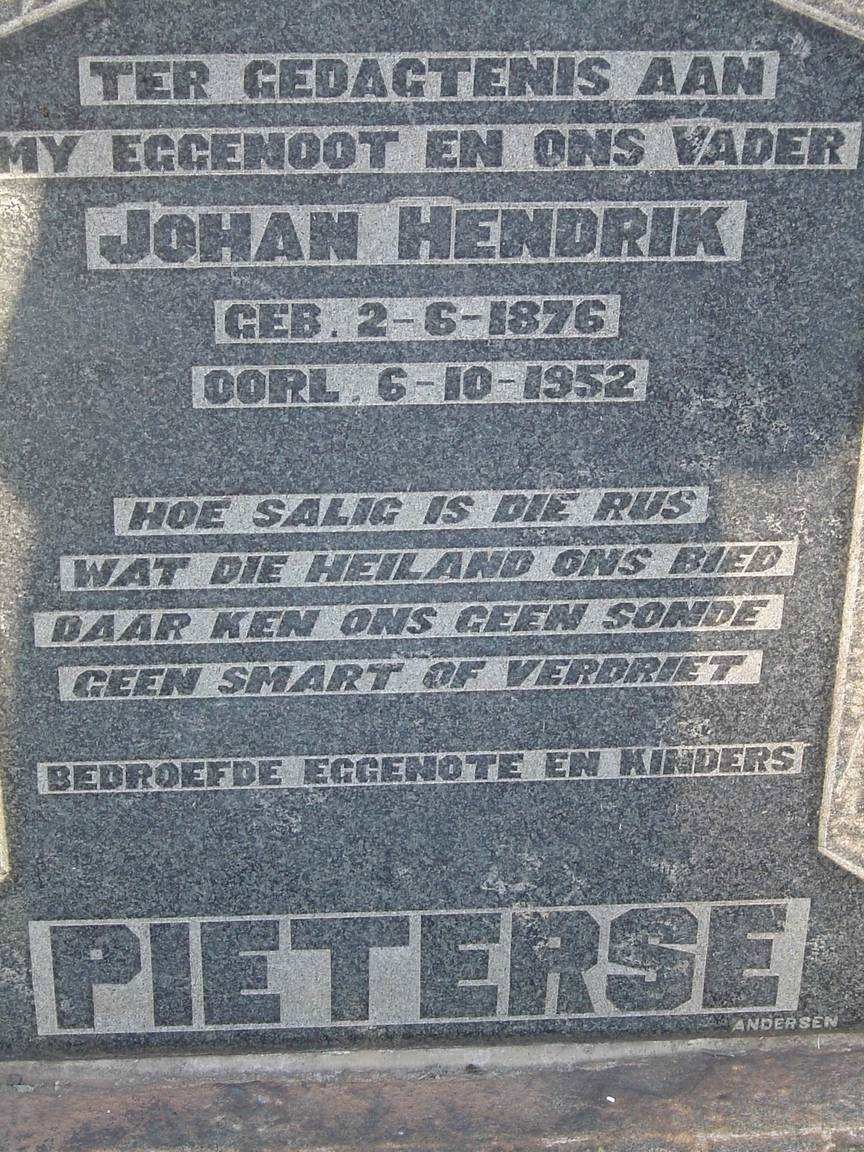 TER GEDAGTENIS AAN
MY EGGENOOT EN ONS VADER
JOHAN HENDRIK
GEB. 2-6-1876
OORL. 6-10-1952
HOE SALIG IS DIE RUS
WAT DIE HEILAND ONS BIED
DAAR KEN ONS GEEN SONDE
GEEN SMART OF VERDRIET
BEDROEFDE EGGENOTE EN KINDERS
PIETERSE
ANDERSEN